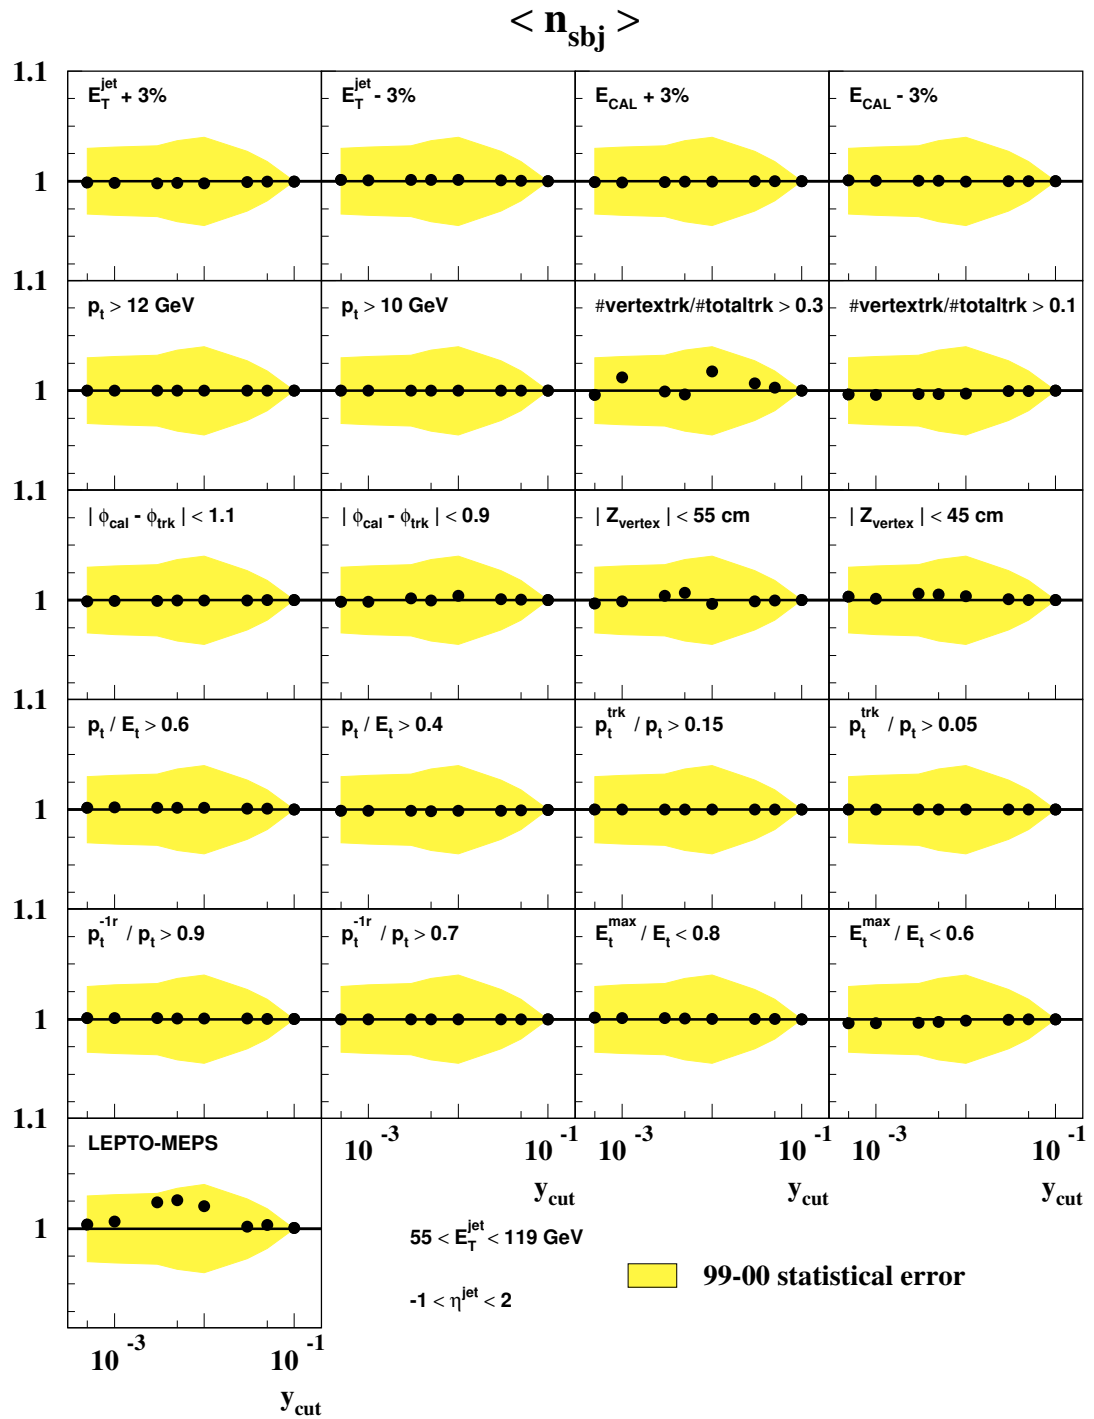 < n_sbj >
1.1
E_T^jet + 3%
E_T^jet - 3%
E_CAL + 3%
E_CAL - 3%
1
1.1
p_t > 12 GeV
p_t > 10 GeV
#vertextrk/#totaltrk > 0.3
#vertextrk/#totaltrk > 0.1
1
1.1
| ϕ_cal - ϕ_trk | < 1.1
| ϕ_cal - ϕ_trk | < 0.9
| Z_vertex | < 55 cm
| Z_vertex | < 45 cm
1
1.1
p_t / E_t > 0.6
p_t / E_t > 0.4
p_t^trk / p_t > 0.15
p_t^trk / p_t > 0.05
1
1.1
p_t^-1r / p_t > 0.9
p_t^-1r / p_t > 0.7
E_t^max / E_t < 0.8
E_t^max / E_t < 0.6
1
1.1
LEPTO-MEPS
10^-3 10^-1
10^-3 10^-1
10^-3 10^-1
y_cut
y_cut
y_cut
1
55 < E_T^jet < 119 GeV
99-00 statistical error
-1 < η^jet < 2
10^-3 10^-1
y_cut